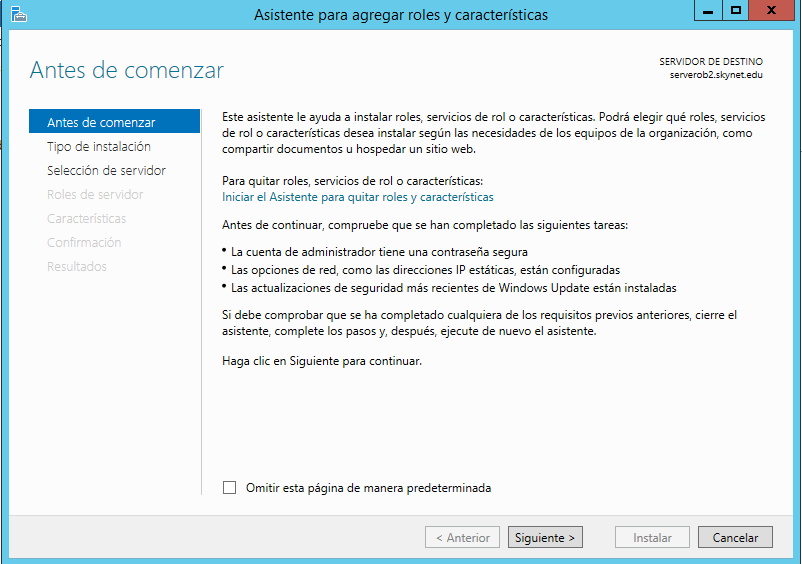 Asistente para agregar roles y características
Antes de comenzar
SERVIDOR DE DESTINO
serverob2.skynet.edu
Antes de comenzar
Tipo de instalación
Selección de servidor
Roles de servidor
Características
Confirmación
Resultados
Este asistente le ayuda a instalar roles, servicios de rol o características. Podrá elegir qué roles, servicios
de rol o características desea instalar según las necesidades de los equipos de la organización, como
compartir documentos u hospedar un sitio web.
Para quitar roles, servicios de rol o características:
Iniciar el Asistente para quitar roles y características
Antes de continuar, compruebe que se han completado las siguientes tareas:
• La cuenta de administrador tiene una contraseña segura
• Las opciones de red, como las direcciones IP estáticas, están configuradas
• Las actualizaciones de seguridad más recientes de Windows Update están instaladas
Si debe comprobar que se ha completado cualquiera de los requisitos previos anteriores, cierre el
asistente, complete los pasos y, después, ejecute de nuevo el asistente.
Haga clic en Siguiente para continuar.
Omitir esta página de manera predeterminada
< Anterior
Siguiente >
Instalar
Cancelar